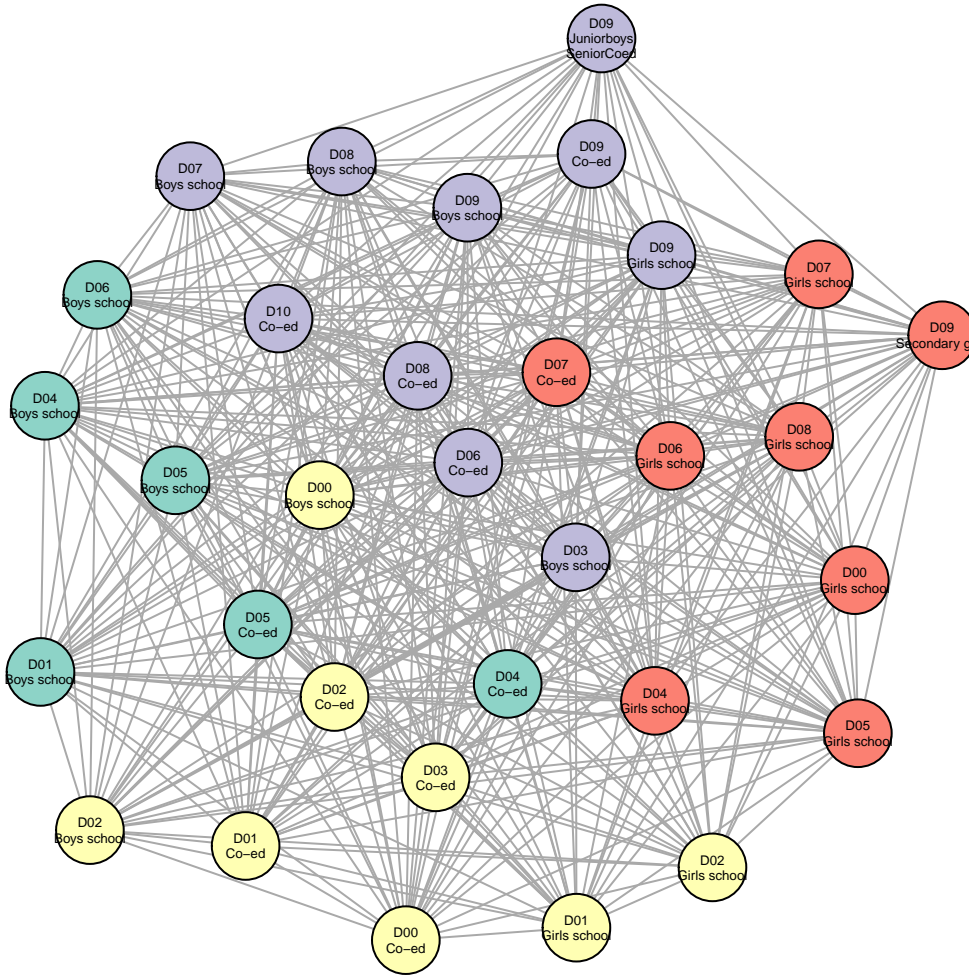 D09
Juniorboys
SeniorCoed
D09
Co−ed
D08
Boys school
D07
Boys school
D09
Boys school
D09
Girls school
D07
Girls school
D06
Boys school
D10
Co−ed
D09
Secondary g
D07
Co−ed
D08
Co−ed
D04
Boys school
D08
Girls school
D06
Girls school
D06
Co−ed
D05
Boys school
D00
Boys school
D03
Boys school
D00
Girls school
D05
Co−ed
D01
Boys school
D04
Co−ed
D02
Co−ed
D04
Girls school
D05
Girls school
D03
Co−ed
D02
Boys school
D01
Co−ed
D02
Girls school
D01
Girls school
D00
Co−ed